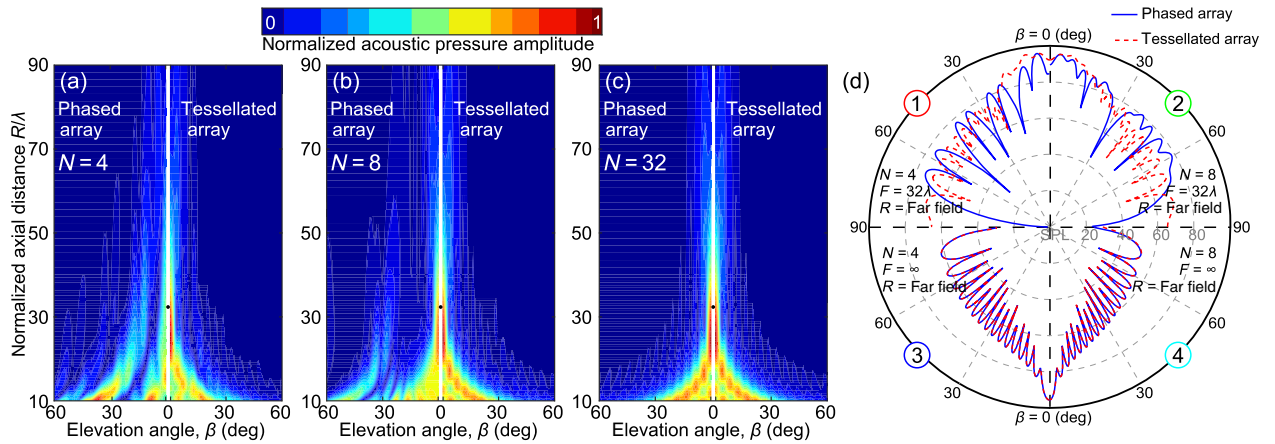 0 1
Normalized acoustic pressure amplitude
Phased array
Tessellated array
90
70
50
30
10
Normalized axial distance R/λ
(a)
Phased
array
Tessellated
array
N = 4
60 30 0 30 60
Elevation angle, β (deg)
90
70
50
30
10
(b)
Phased
array
Tessellated
array
N = 8
60 30 0 30 60
Elevation angle, β (deg)
90
70
50
30
10
(c)
Phased
array
Tessellated
array
N = 32
60 30 0 30 60
Elevation angle, β (deg)
(d)
β = 0 (deg)
30 30
1 2
60 60
N = 4
F = 32λ
R = Far field
N = 8
F = 32λ
R = Far field
90 90
SPL 20 40 60 80
N = 4
F = ∞
R = Far field
N = 8
F = ∞
R = Far field
60 60
3 4
30 30
β = 0 (deg)